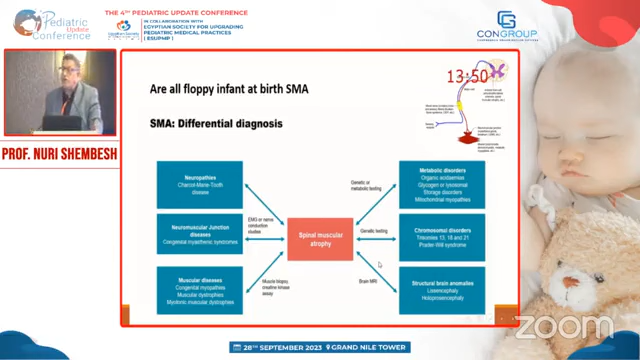 Pediatric
Update
Conference
THE 4TH PEDIATRIC UPDATE CONFERENCE
IN COLLABORATION WITH
EGYPTIAN SOCIETY FOR UPGRADING
PEDIATRIC MEDICAL PRACTICES
( ESUPMP )
CONGROUP
PROF. NURI SHEMBESH
13:50
Are all floppy infant at birth SMA
SMA: Differential diagnosis
Neuropathies
Charcot-Marie-Tooth
disease
Neuromuscular Junction
diseases
Congenital myasthenic syndromes
Muscular diseases
Congenital myopathies
Muscular dystrophies
Myotonic muscular dystrophies
EMG or nerve
conduction
studies
Muscle biopsy,
creatine kinase
assay
Spinal muscular
atrophy
Genetic or
metabolic testing
Genetic testing
Brain MRI
Metabolic disorders
Organic acidaemias
Glycogen or lysosomal
Storage disorders
Mitochondrial myopathies
Chromosomal disorders
Trisomies 13, 18 and 21
Prader-Willi syndrome
Structural brain anomalies
Lissencephaly
Holoprosencephaly
zoom
28TH SEPTEMBER 2023 GRAND NILE TOWER